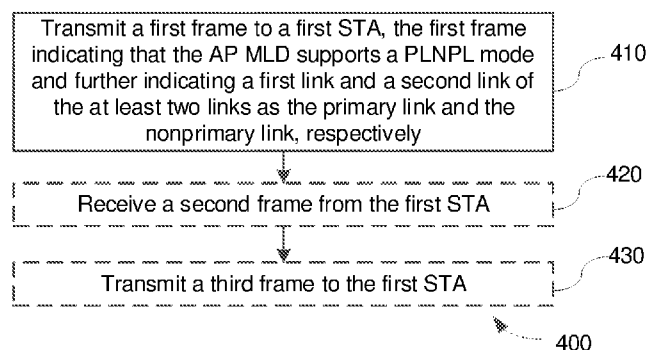 Transmit a first frame to a first STA, the first frame
indicating that the AP MLD supports a PLNPL mode
and further indicating a first link and a second link of
the at least two links as the primary link and the
nonprimary link, respectively
410
420
Receive a second frame from the first STA
430
Transmit a third frame to the first STA
400